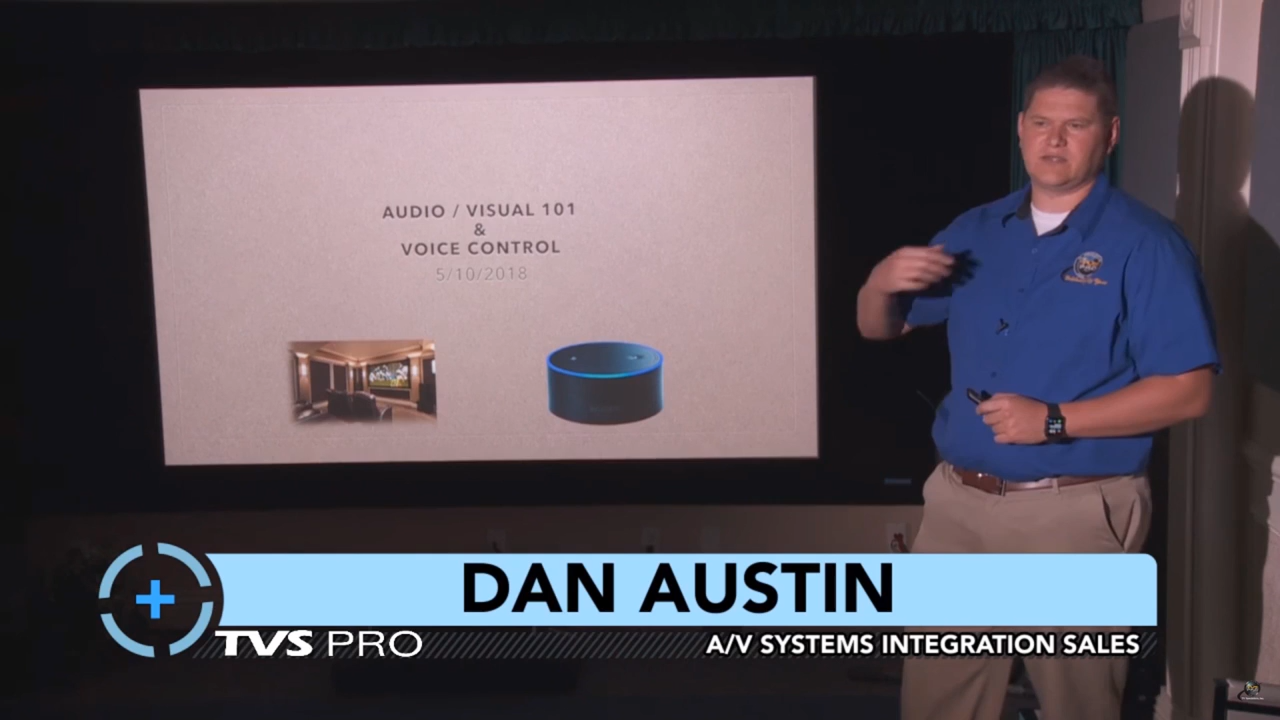 AUDIO / VISUAL 101
&
VOICE CONTROL
5/10/2018
DAN AUSTIN
TVS PRO
A/V SYSTEMS INTEGRATION SALES